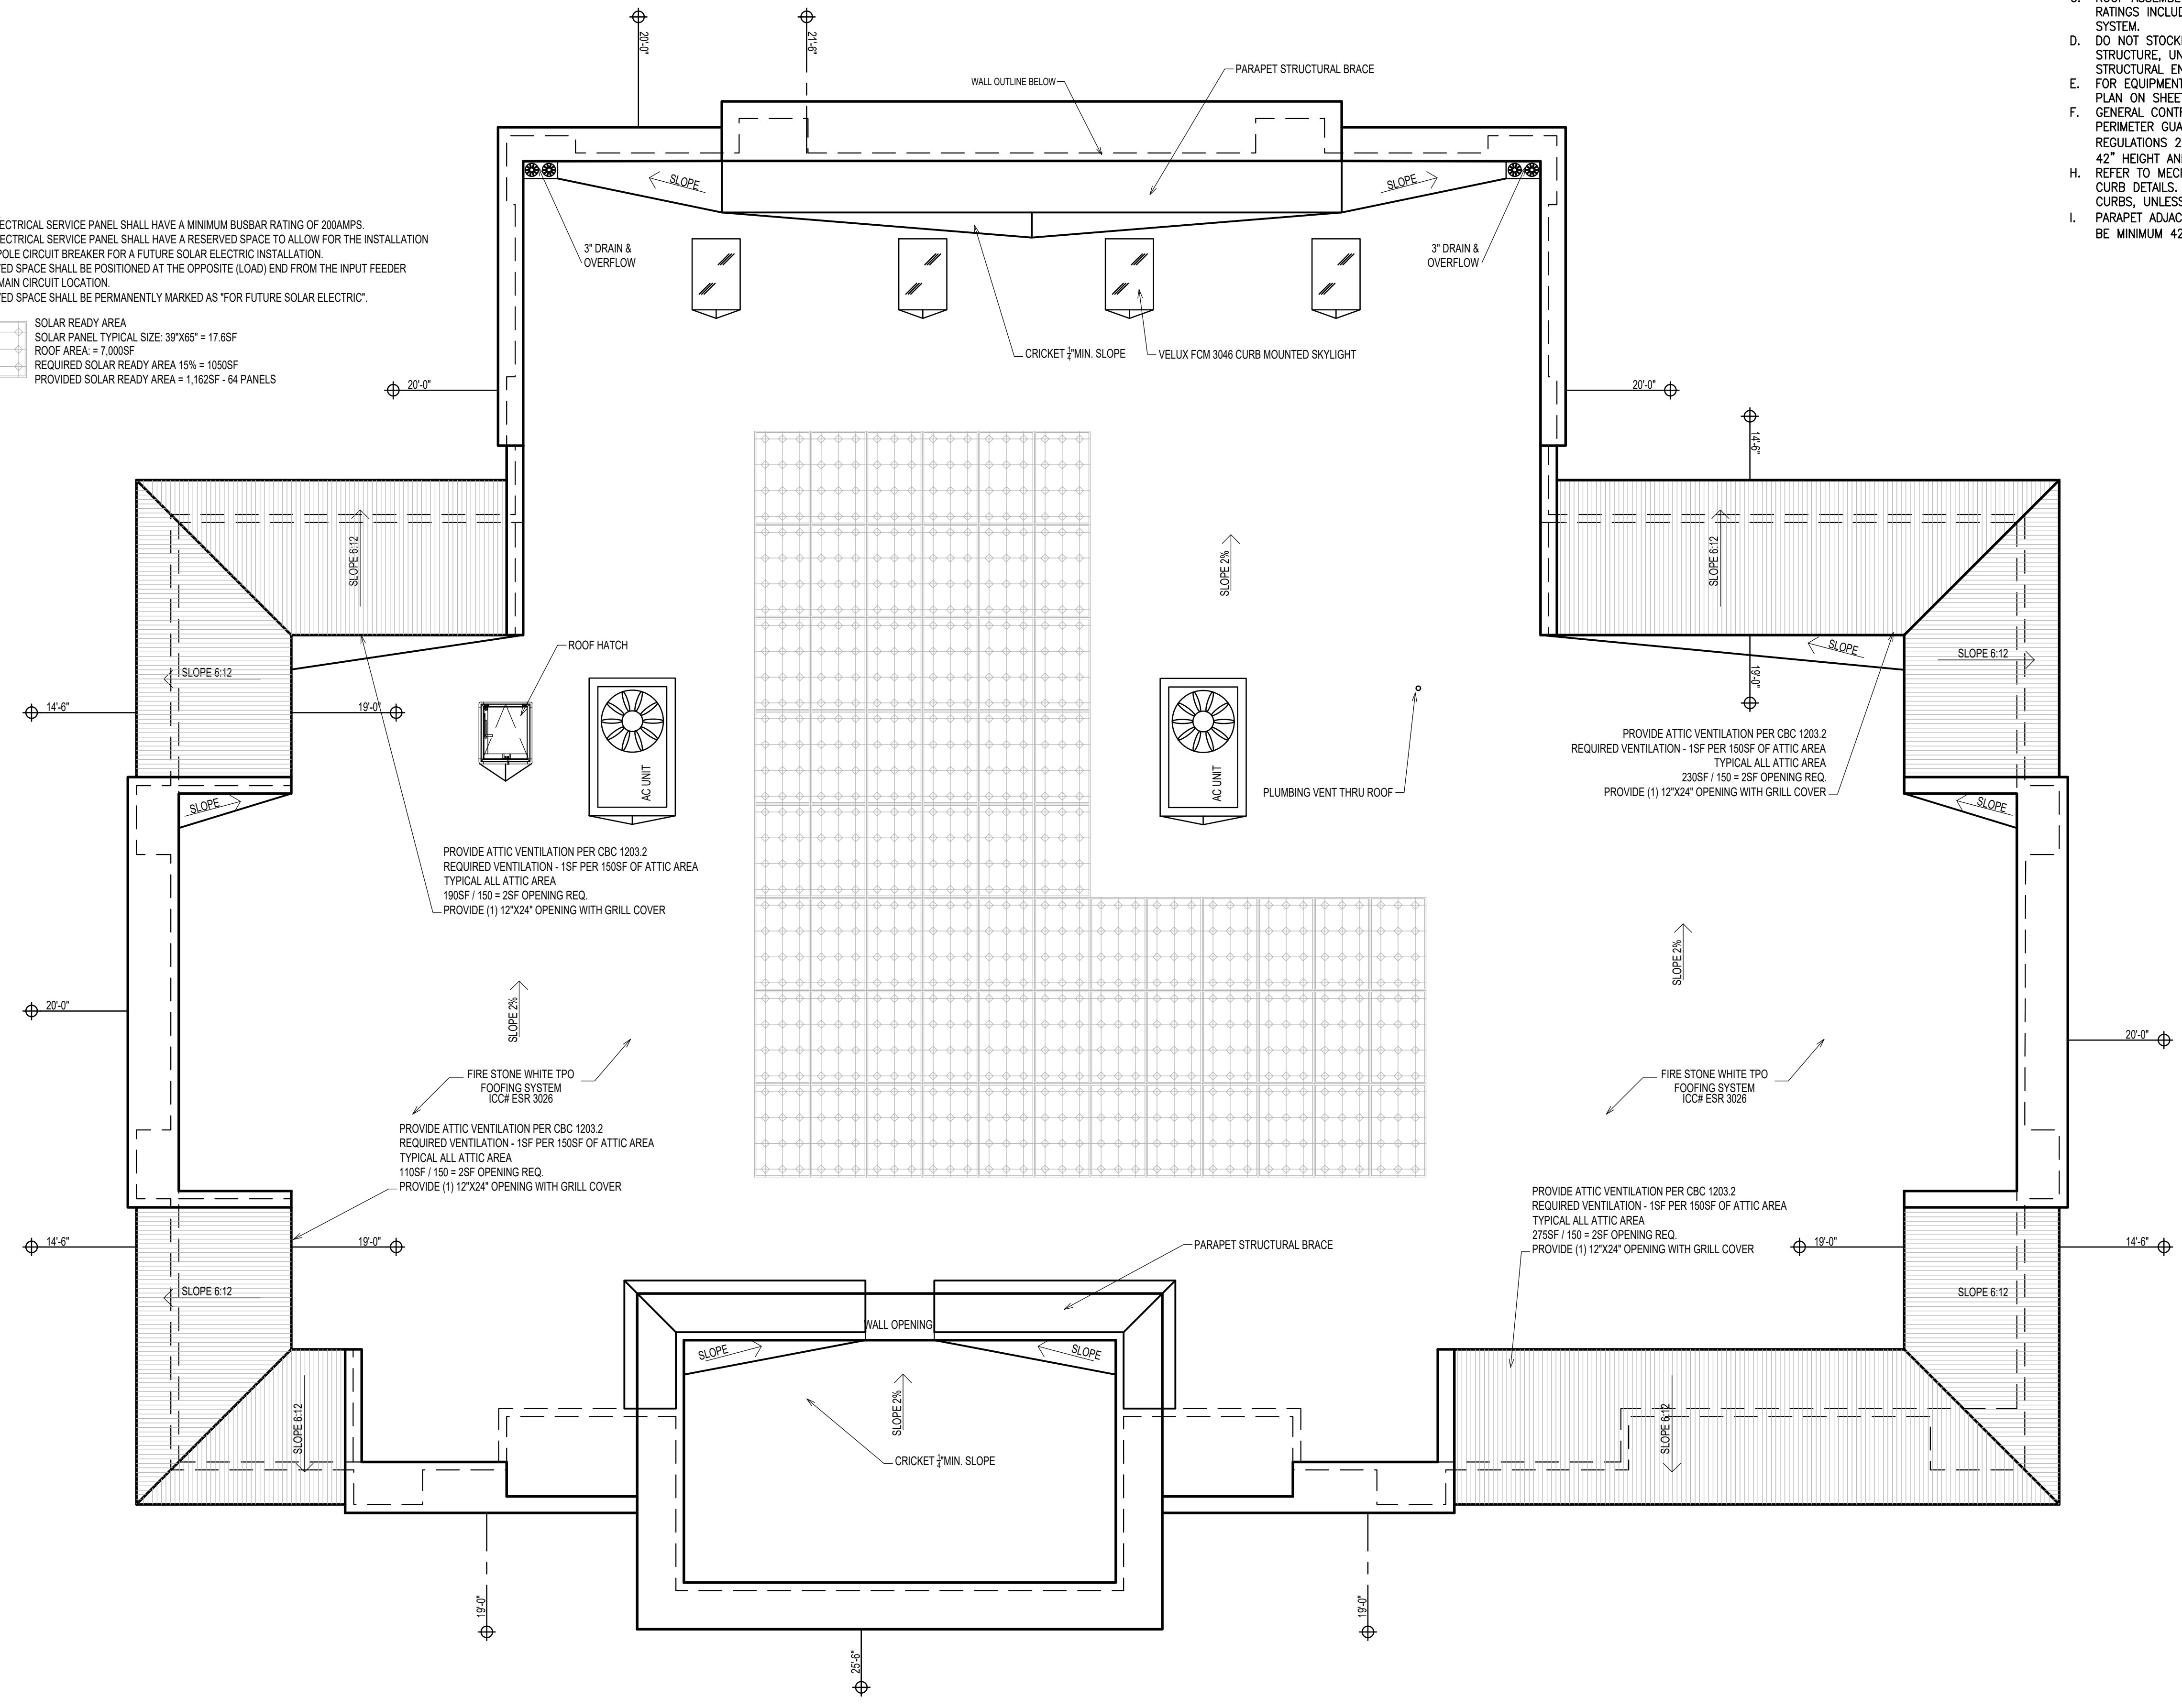 20'-0"
21'-6"
WALL OUTLINE BELOW
PARAPET STRUCTURAL BRACE
RATINGS INCLUD
SYSTEM.
D. DO NOT STOCK
STRUCTURE, UN
STRUCTURAL EN
E. FOR EQUIPMENT
PLAN ON SHEET
F. GENERAL CONTR
PERIMETER GUA
REGULATIONS 2
42" HEIGHT AN
H. REFER TO MECH
CURB DETAILS.
CURBS, UNLESS
I. PARAPET ADJAC
BE MINIMUM 42
ECTRICAL SERVICE PANEL SHALL HAVE A MINIMUM BUSBAR RATING OF 200AMPS.
ECTRICAL SERVICE PANEL SHALL HAVE A RESERVED SPACE TO ALLOW FOR THE INSTALLATION
POLE CIRCUIT BREAKER FOR A FUTURE SOLAR ELECTRIC INSTALLATION.
ED SPACE SHALL BE POSITIONED AT THE OPPOSITE (LOAD) END FROM THE INPUT FEEDER
MAIN CIRCUIT LOCATION.
ED SPACE SHALL BE PERMANENTLY MARKED AS "FOR FUTURE SOLAR ELECTRIC".
SOLAR READY AREA
SOLAR PANEL TYPICAL SIZE: 39"X65" = 17.6SF
ROOF AREA: = 7,000SF
REQUIRED SOLAR READY AREA 15% = 1050SF
PROVIDED SOLAR READY AREA = 1,162SF - 64 PANELS
SLOPE
SLOPE
3" DRAIN &
OVERFLOW
3" DRAIN &
OVERFLOW
CRICKET ¼"MIN. SLOPE
VELUX FCM 3046 CURB MOUNTED SKYLIGHT
20'-0"
20'-0"
14'-6"
SLOPE 6:12
SLOPE 2%
SLOPE 6:12
ROOF HATCH
SLOPE
SLOPE 6:12
SLOPE 6:12
19'-0"
14'-6"
19'-0"
AC UNIT
AC UNIT
PLUMBING VENT THRU ROOF
PROVIDE ATTIC VENTILATION PER CBC 1203.2
REQUIRED VENTILATION - 1SF PER 150SF OF ATTIC AREA
TYPICAL ALL ATTIC AREA
230SF / 150 = 2SF OPENING REQ.
PROVIDE (1) 12"X24" OPENING WITH GRILL COVER
SLOPE
SLOPE
PROVIDE ATTIC VENTILATION PER CBC 1203.2
REQUIRED VENTILATION - 1SF PER 150SF OF ATTIC AREA
TYPICAL ALL ATTIC AREA
190SF / 150 = 2SF OPENING REQ.
PROVIDE (1) 12"X24" OPENING WITH GRILL COVER
20'-0"
SLOPE 2%
SLOPE 2%
20'-0"
FIRE STONE WHITE TPO
FOOFING SYSTEM
ICC# ESR 3026
FIRE STONE WHITE TPO
FOOFING SYSTEM
ICC# ESR 3026
PROVIDE ATTIC VENTILATION PER CBC 1203.2
REQUIRED VENTILATION - 1SF PER 150SF OF ATTIC AREA
TYPICAL ALL ATTIC AREA
110SF / 150 = 2SF OPENING REQ.
PROVIDE (1) 12"X24" OPENING WITH GRILL COVER
PROVIDE ATTIC VENTILATION PER CBC 1203.2
REQUIRED VENTILATION - 1SF PER 150SF OF ATTIC AREA
TYPICAL ALL ATTIC AREA
275SF / 150 = 2SF OPENING REQ.
PROVIDE (1) 12"X24" OPENING WITH GRILL COVER
14'-6"
19'-0"
PARAPET STRUCTURAL BRACE
19'-0"
14'-6"
SLOPE 6:12
SLOPE 6:12
WALL OPENING
SLOPE
SLOPE
SLOPE 2%
SLOPE 6:12
SLOPE 6:12
CRICKET ¼"MIN. SLOPE
19'-0"
19'-0"
25'-6"